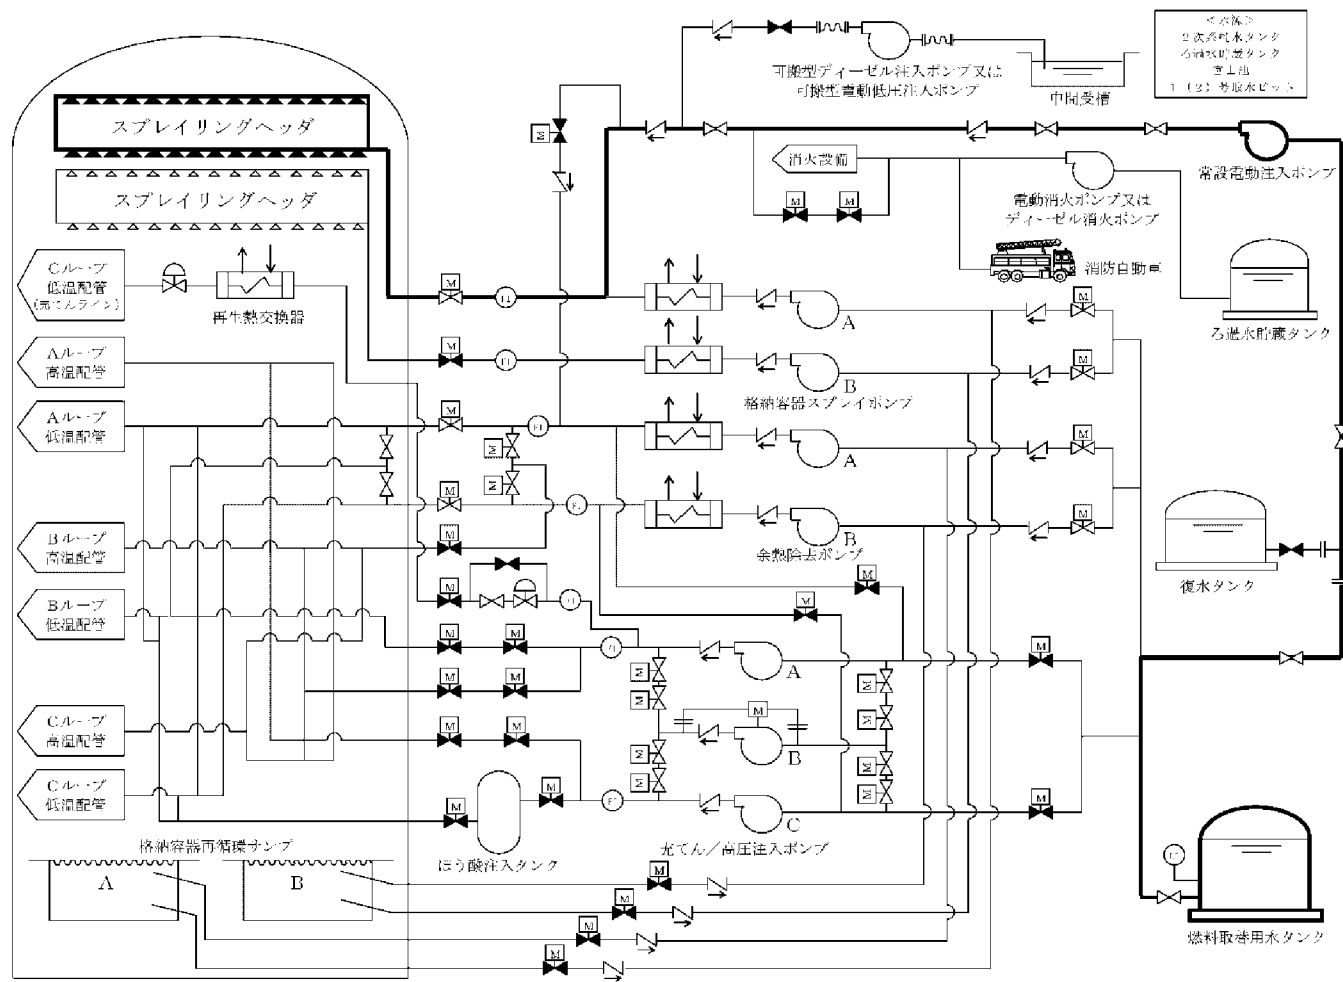 ＜水源＞
２次系純水タンク
ろ過水貯蔵タンク
１（２）号取水ピット
可搬型ディーゼル注入ポンプ又は
可搬型電動低圧注入ポンプ
中間受槽
スプレイリングヘッダ
M
消火設備
常設電動注入ポンプ
スプレイリングヘッダ
M
M
電動消火ポンプ又は
ディーゼル消火ポンプ
Cループ
低温配管
(充てんライン)
再生熱交換器
M
消防自動車
A
M
ろ過水貯蔵タンク
Aループ
高温配管
M
B
M
格納容器スプレイポンプ
Aループ
低温配管
M
M
A
M
M
M
B
M
余熱除去ポンプ
Bループ
高温配管
M
M
復水タンク
Bループ
低温配管
M
M
M
M
M
A
M
M
M
M
M
M
M
Cループ
高温配管
M
M
M
B
M
M
M
M
Cループ
低温配管
M
M
C
M
ほう酸注入タンク
充てん／高圧注入ポンプ
格納容器再循環サンプ
A
B
M
M
M
M
燃料取替用水タンク